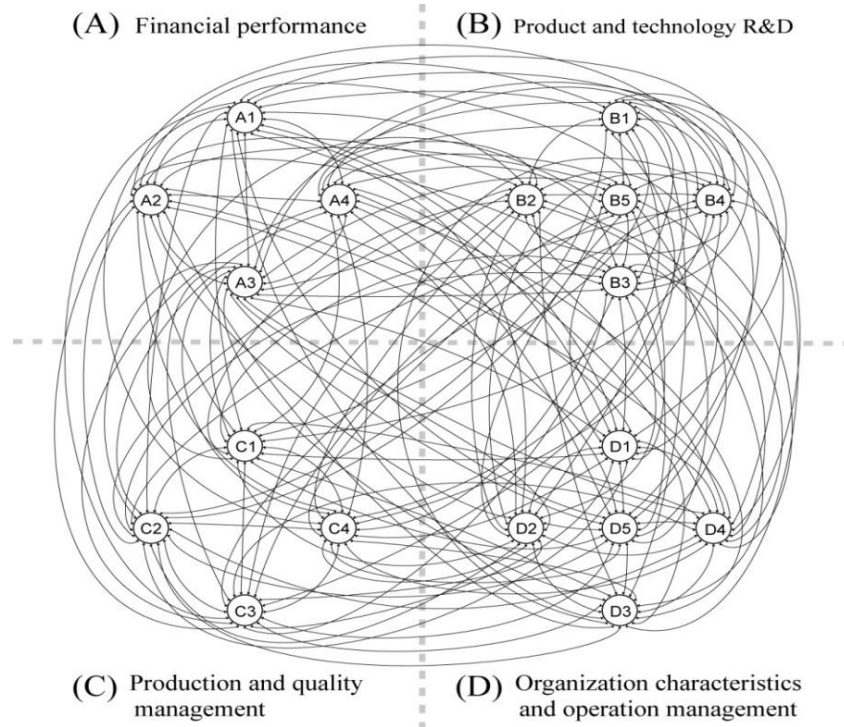 (A) Financial performance
(B) Product and technology R&D
A1
B1
A2
A4
B2
B5
B4
A3
B3
C1
D1
C2
C4
D2
D5
D4
C3
D3
(C) Production and quality
management
(D) Organization characteristics
and operation management